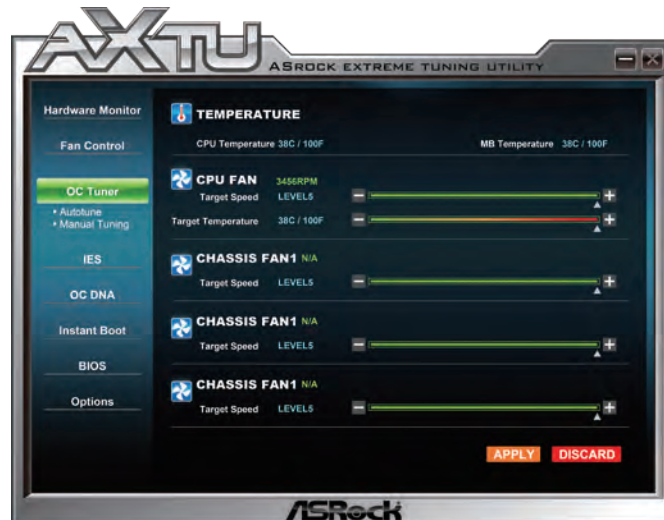 AXTU
ASROCK EXTREME TUNING UTILITY
Hardware Monitor
Fan Control
OC Tuner
• Autotune
• Manual Tuning
IES
OC DNA
Instant Boot
BIOS
Options
TEMPERATURE
CPU Temperature 38C / 100F
MB Temperature 38C / 100F
CPU FAN 3456RPM
Target Speed LEVEL5
Target Temperature 38C / 100F
CHASSIS FAN1 N/A
Target Speed LEVEL5
CHASSIS FAN1 N/A
Target Speed LEVEL5
CHASSIS FAN1 N/A
Target Speed LEVEL5
APPLY DISCARD
ASRock